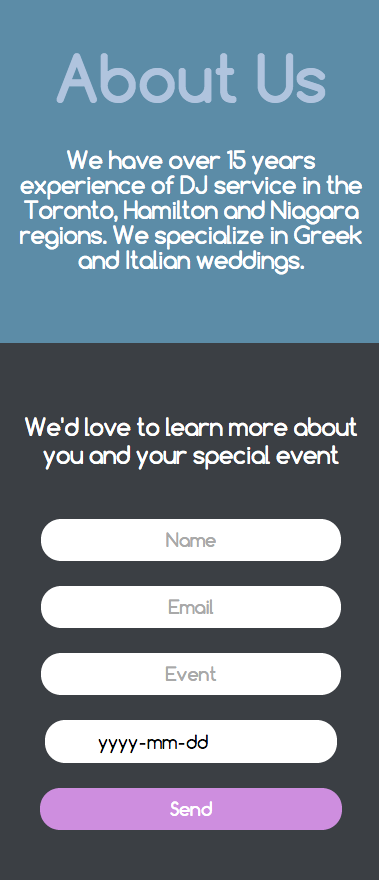 About Us
We have over 15 years
experience of DJ service in the
Toronto, Hamilton and Niagara
regions. We specialize in Greek
and Italian weddings.
We'd love to learn more about
you and your special event
Name
Email
Event
yyyy-mm-dd
Send